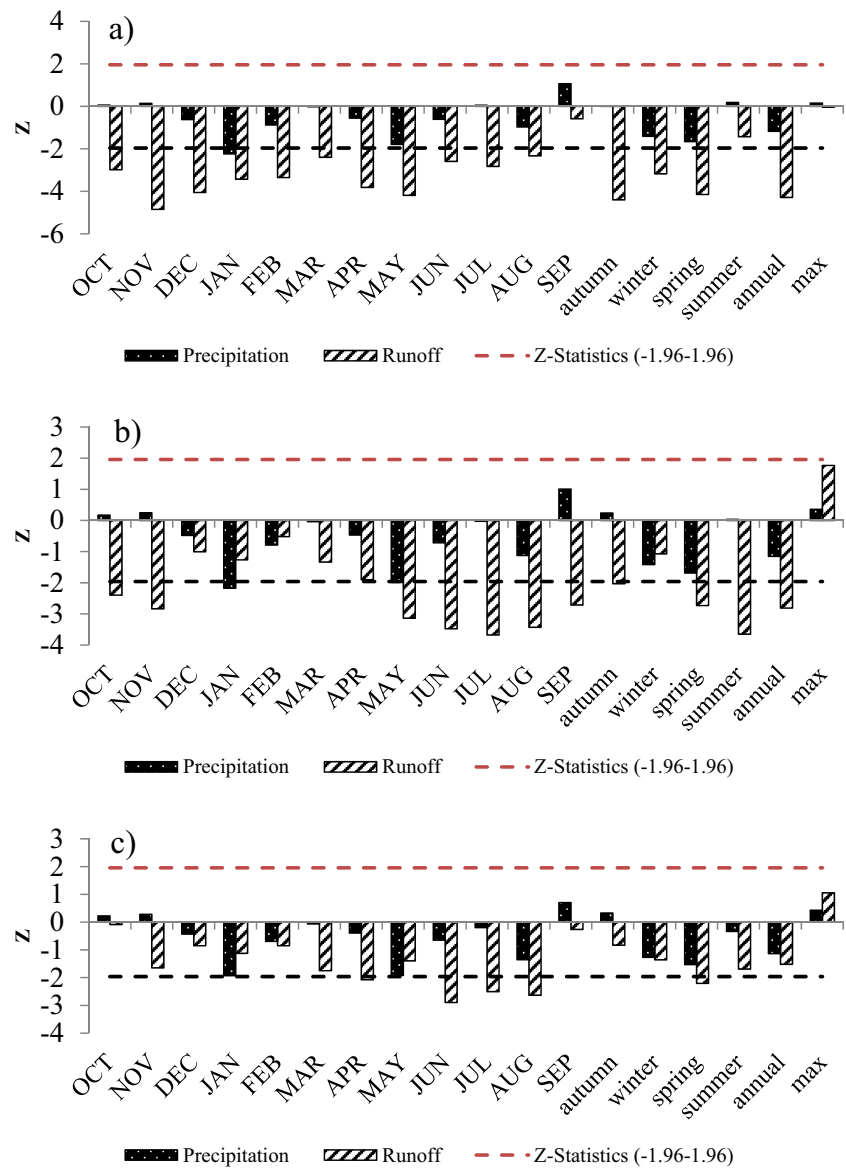 a)
4
2
0
-2
-4
-6
z
OCT NOV DEC JAN FEB MAR APR MAY JUN JUL AUG SEP autumn winter spring summer annual max
Precipitation Runoff Z-Statistics (-1.96-1.96)
b)
3
2
1
0
-1
-2
-3
-4
z
OCT NOV DEC JAN FEB MAR APR MAY JUN JUL AUG SEP autumn winter spring summer annual max
Precipitation Runoff Z-Statistics (-1.96-1.96)
c)
3
2
1
0
-1
-2
-3
-4
z
OCT NOV DEC JAN FEB MAR APR MAY JUN JUL AUG SEP autumn winter spring summer annual max
Precipitation Runoff Z-Statistics (-1.96-1.96)